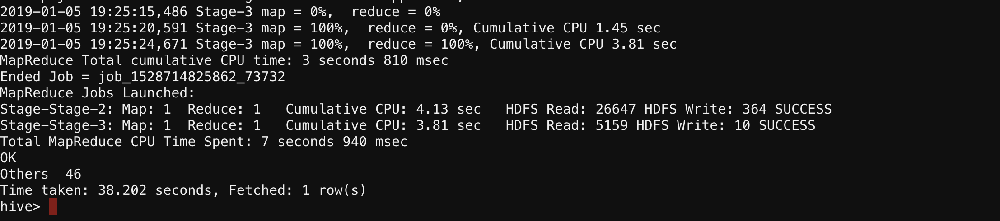 2019-01-05 19:25:15,486 Stage-3 map = 0%,  reduce = 0%
2019-01-05 19:25:20,591 Stage-3 map = 100%,  reduce = 0%, Cumulative CPU 1.45 sec
2019-01-05 19:25:24,671 Stage-3 map = 100%,  reduce = 100%, Cumulative CPU 3.81 sec
MapReduce Total cumulative CPU time: 3 seconds 810 msec
Ended Job = job_1528714825862_73732
MapReduce Jobs Launched:
Stage-Stage-2: Map: 1  Reduce: 1   Cumulative CPU: 4.13 sec   HDFS Read: 26647 HDFS Write: 364 SUCCESS
Stage-Stage-3: Map: 1  Reduce: 1   Cumulative CPU: 3.81 sec   HDFS Read: 5159 HDFS Write: 10 SUCCESS
Total MapReduce CPU Time Spent: 7 seconds 940 msec
OK
Others  46
Time taken: 38.202 seconds, Fetched: 1 row(s)
hive>